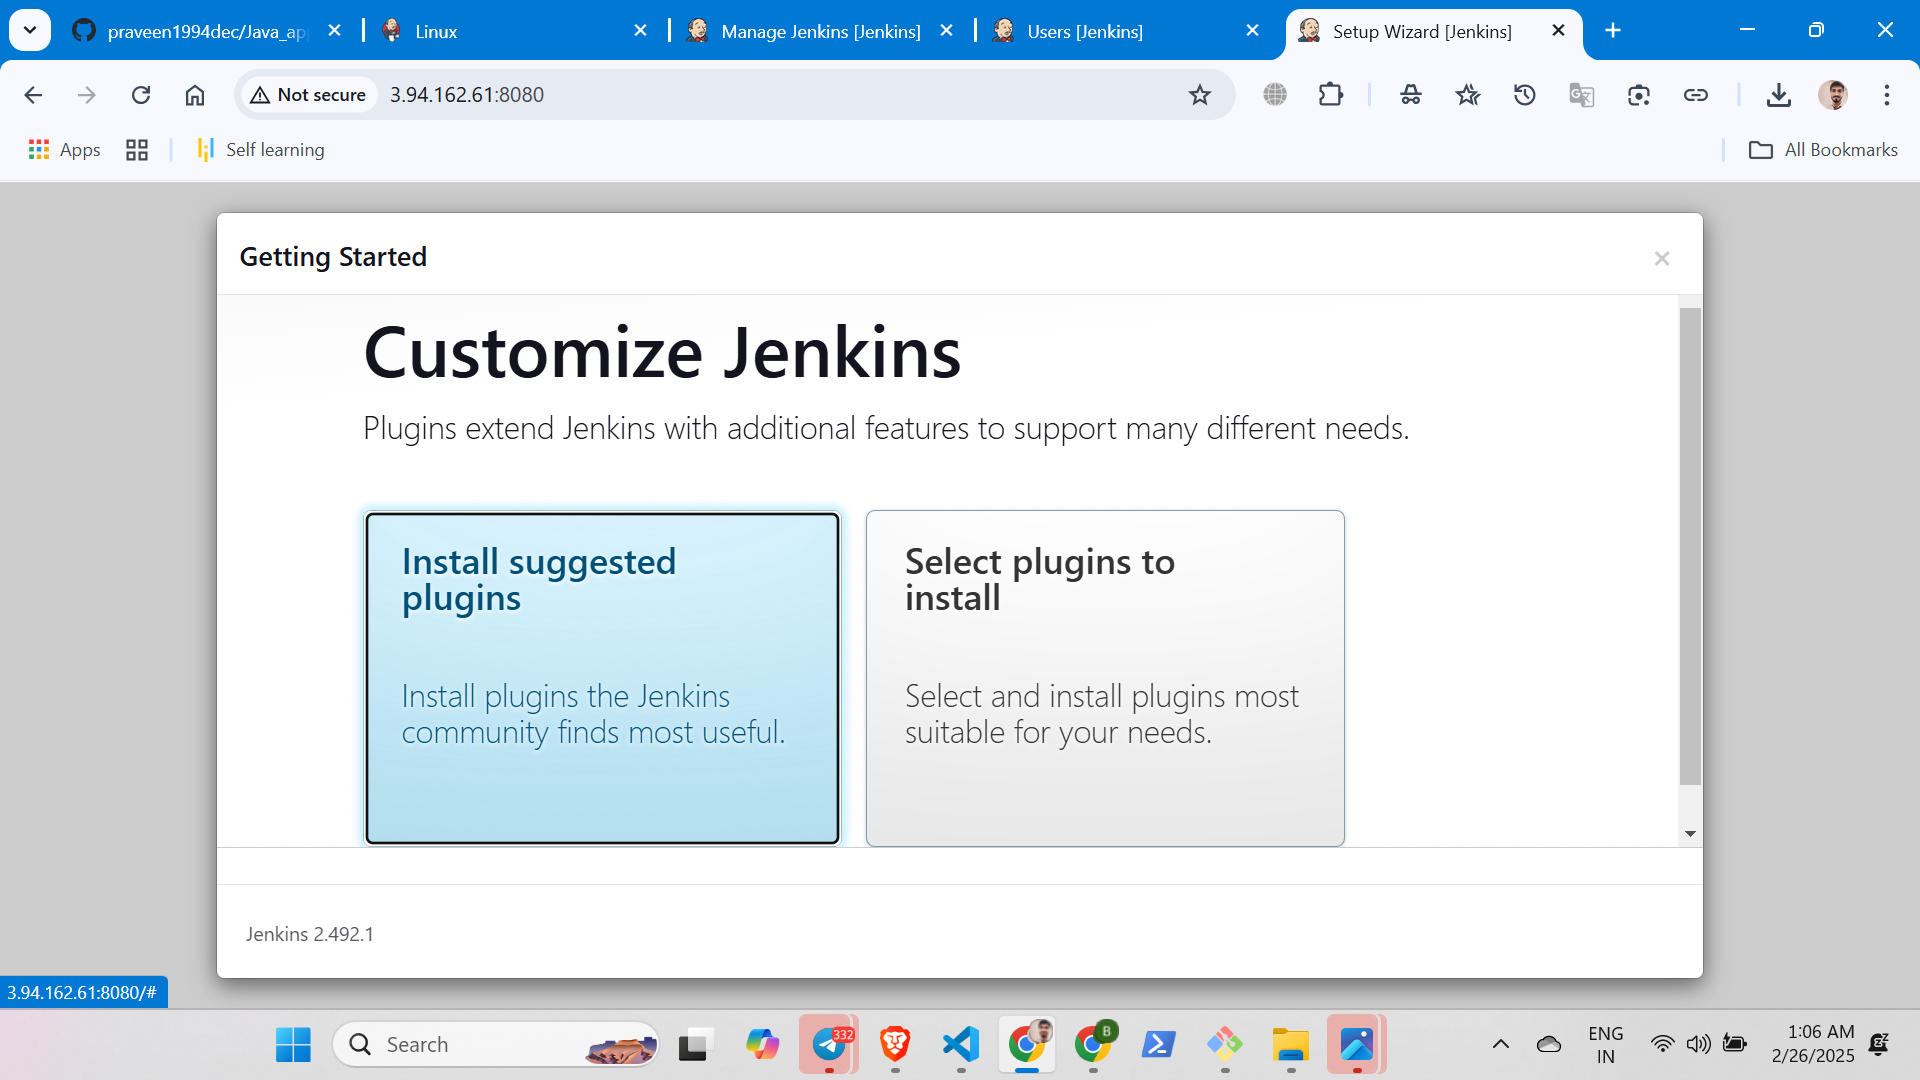 praveen1994dec/Java_ap
Linux
Manage Jenkins [Jenkins]
Users [Jenkins]
Setup Wizard [Jenkins]
Not secure
3.94.162.61:8080
Apps
Self learning
All Bookmarks
Getting Started
Customize Jenkins
Plugins extend Jenkins with additional features to support many different needs.
Install suggested
plugins
Install plugins the Jenkins
community finds most useful.
Select plugins to
install
Select and install plugins most
suitable for your needs.
Jenkins 2.492.1
3.94.162.61:8080/#
Search
332
B
ENG
IN
1:06 AM
2/26/2025